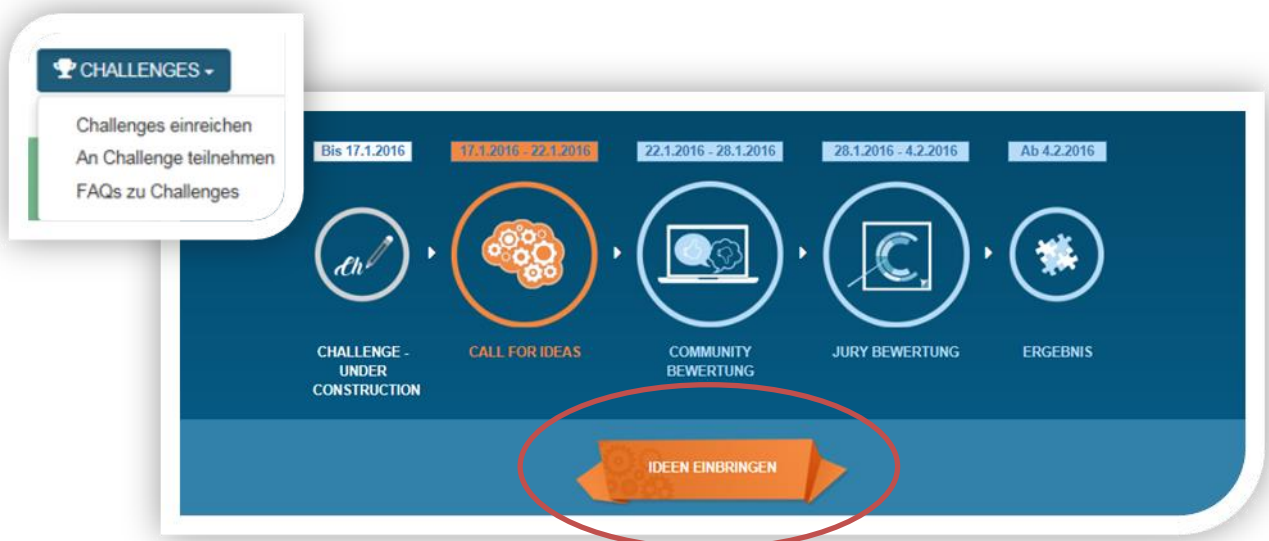 CHALLENGES
Challenges einreichen
An Challenge teilnehmen
FAQs zu Challenges
Bis 17.1.2016
17.1.2016 - 22.1.2016
22.1.2016 - 28.1.2016
28.1.2016 - 4.2.2016
Ab 4.2.2016
Ch
C
CHALLENGE -
UNDER
CONSTRUCTION
CALL FOR IDEAS
COMMUNITY
BEWERTUNG
JURY BEWERTUNG
ERGEBNIS
IDEEN EINBRINGEN